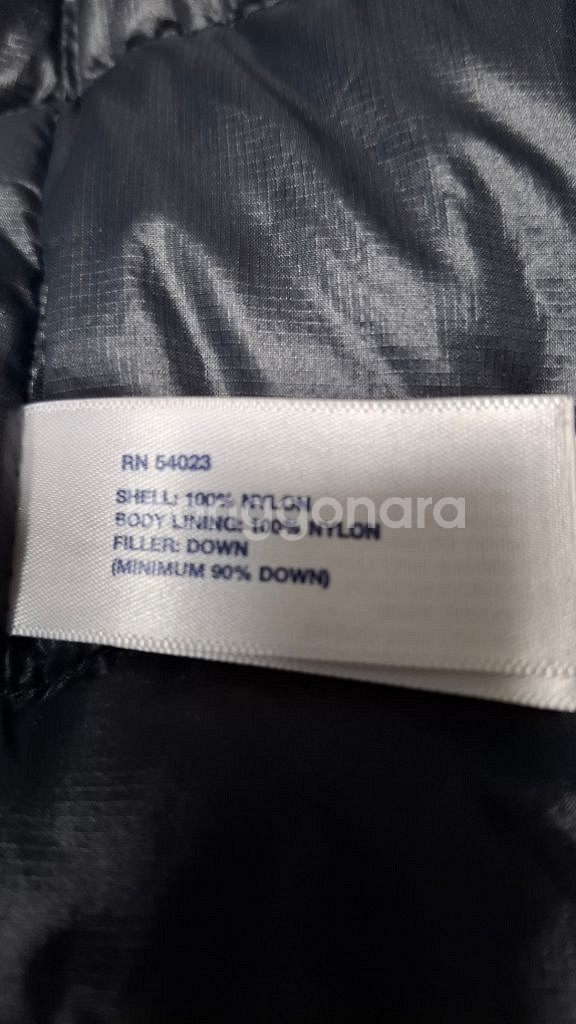 RN 54023
SHELL: 100% NYLON
BODY LINING: 100% NYLON
FILLER: DOWN
(MINIMUM 90% DOWN)